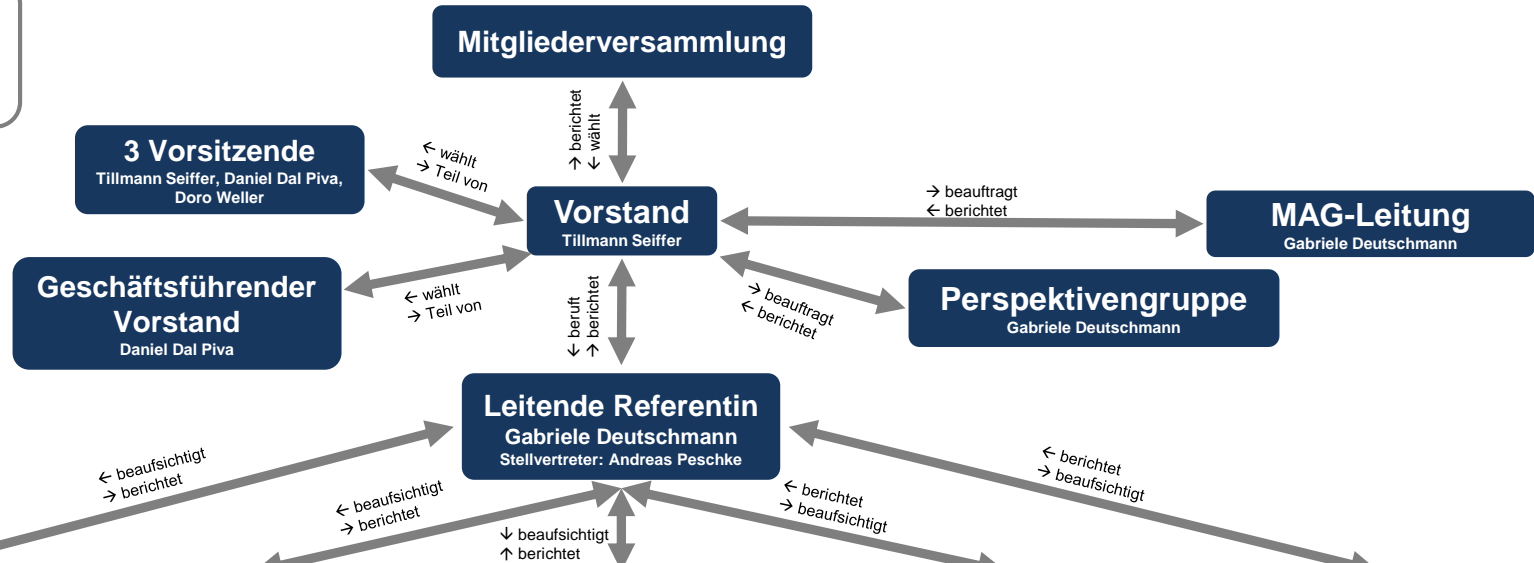 Mitgliederversammlung
↑ berichtet
↓ wählt
3 Vorsitzende
Tillmann Seiffer, Daniel Dal Piva,
Doro Weller
← wählt
→ Teil von
Vorstand
Tillmann Seiffer
→ beauftragt
← berichtet
MAG-Leitung
Gabriele Deutschmann
Geschäftsführender
Vorstand
Daniel Dal Piva
← wählt
→ Teil von
↓ beruft
↑ berichtet
→ beauftragt
← berichtet
Perspektivengruppe
Gabriele Deutschmann
Leitende Referentin
Gabriele Deutschmann
Stellvertreter: Andreas Peschke
← beaufsichtigt
→ berichtet
← beaufsichtigt
→ berichtet
↓ beaufsichtigt
↑ berichtet
← berichtet
→ beaufsichtigt
← berichtet
→ beaufsichtigt